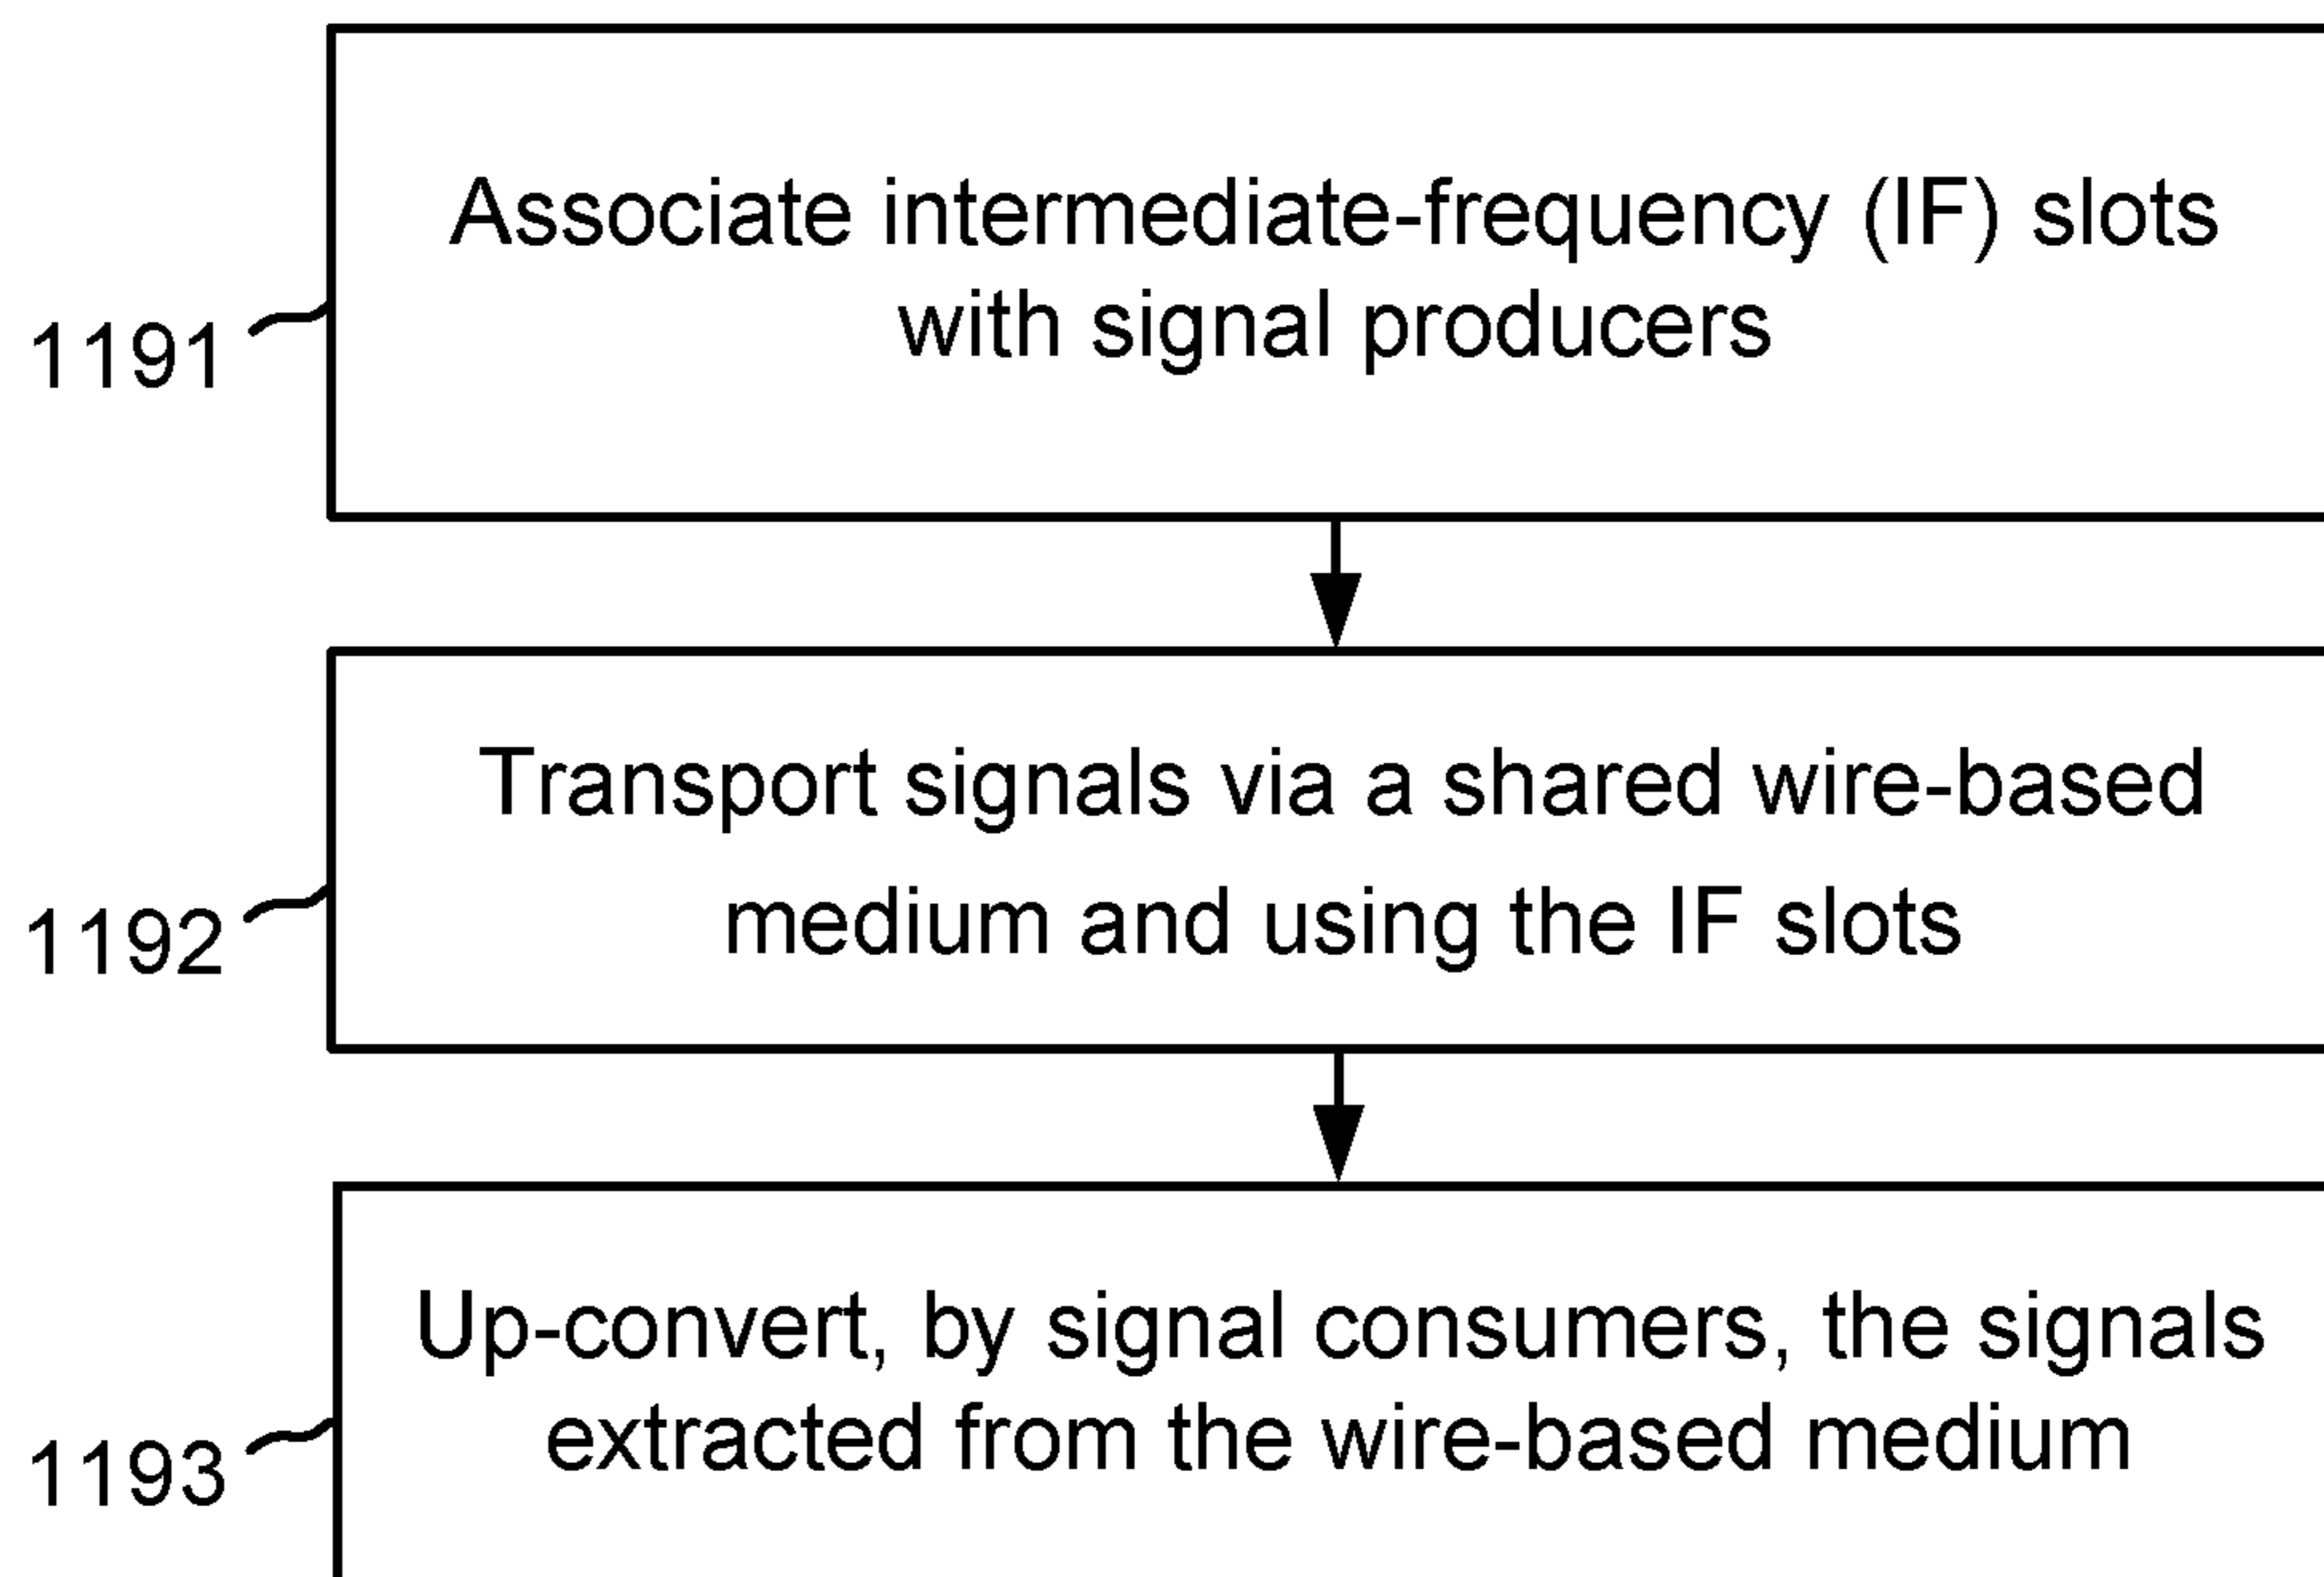 Associate intermediate-frequency (IF) slots
with signal producers
1191
Transport signals via a shared wire-based
medium and using the IF slots
1192
Up-convert, by signal consumers, the signals
extracted from the wire-based medium
1193